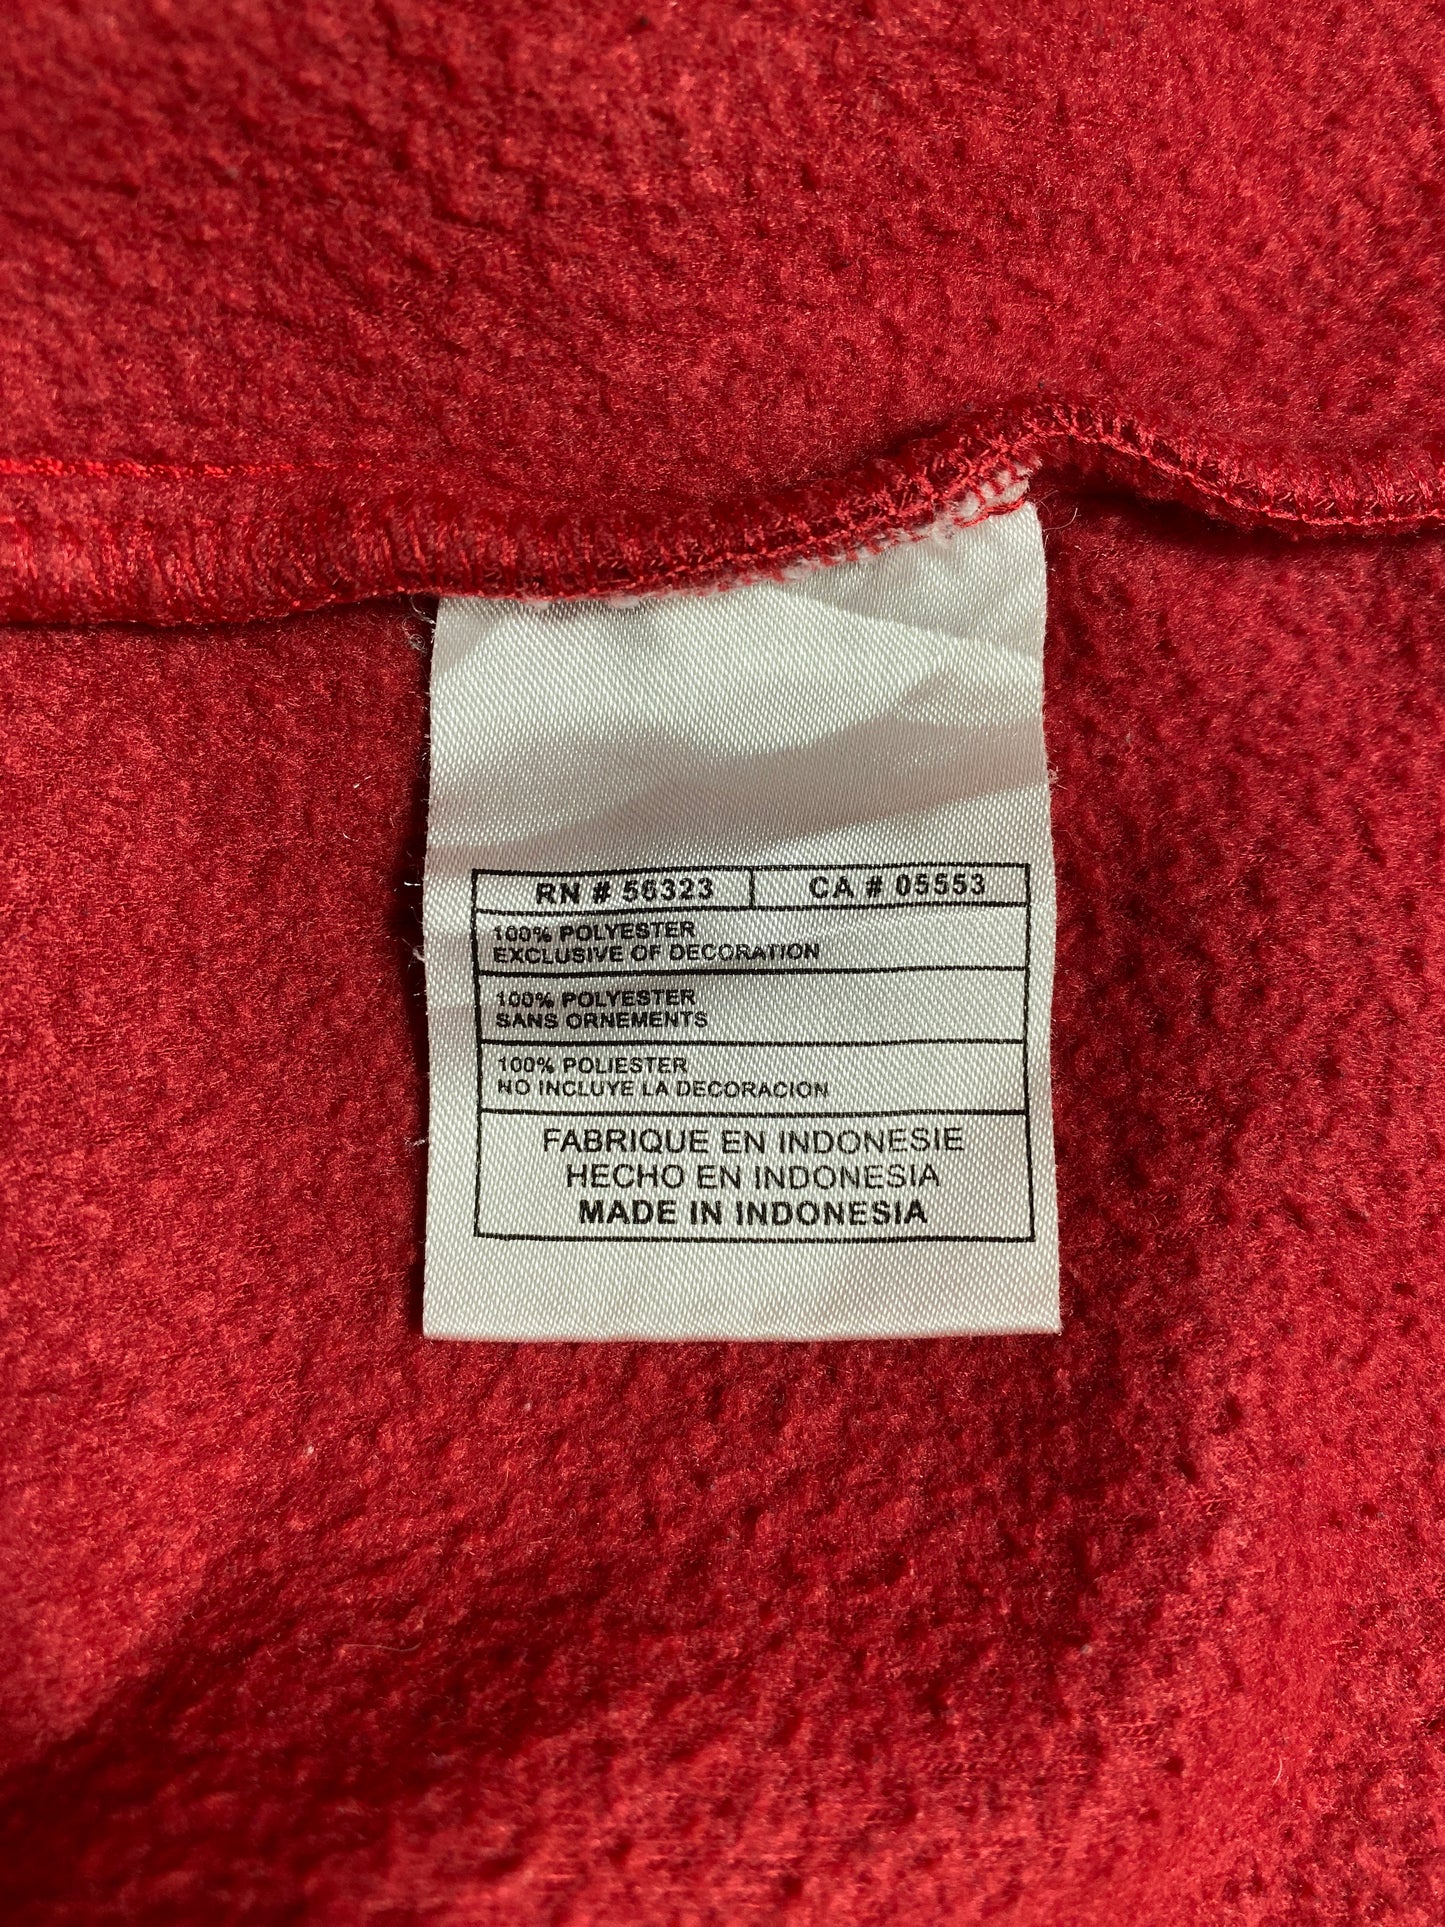 RN # 56323 CA # 05553
100% POLYESTER
EXCLUSIVE OF DECORATION
100% POLYESTER
SANS ORNEMENTS
100% POLIESTER
NO INCLUYE LA DECORACION
FABRIQUE EN INDONESIE
HECHO EN INDONESIA
MADE IN INDONESIA